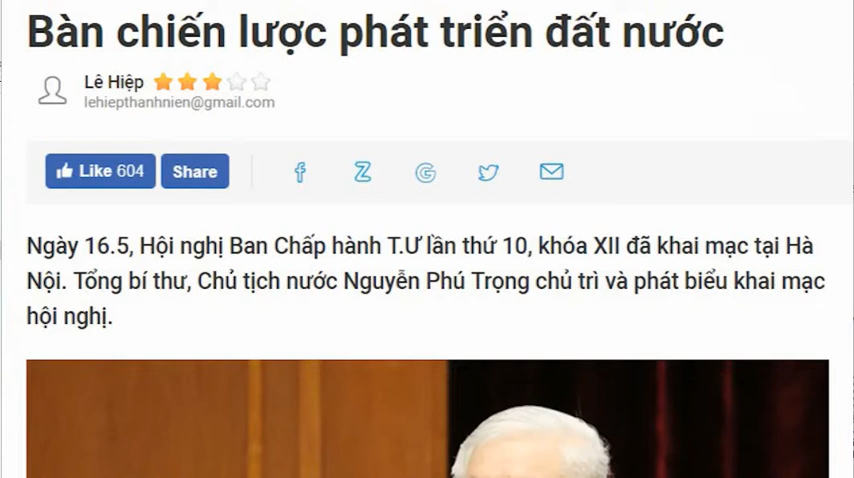 Bàn chiến lược phát triển đất nước
Lê Hiệp
lehiepthanhnien@gmail.com
Like 604 Share
Ngày 16.5, Hội nghị Ban Chấp hành T.Ư lần thứ 10, khóa XII đã khai mạc tại Hà
Nội. Tổng bí thư, Chủ tịch nước Nguyễn Phú Trọng chủ trì và phát biểu khai mạc
hội nghị.